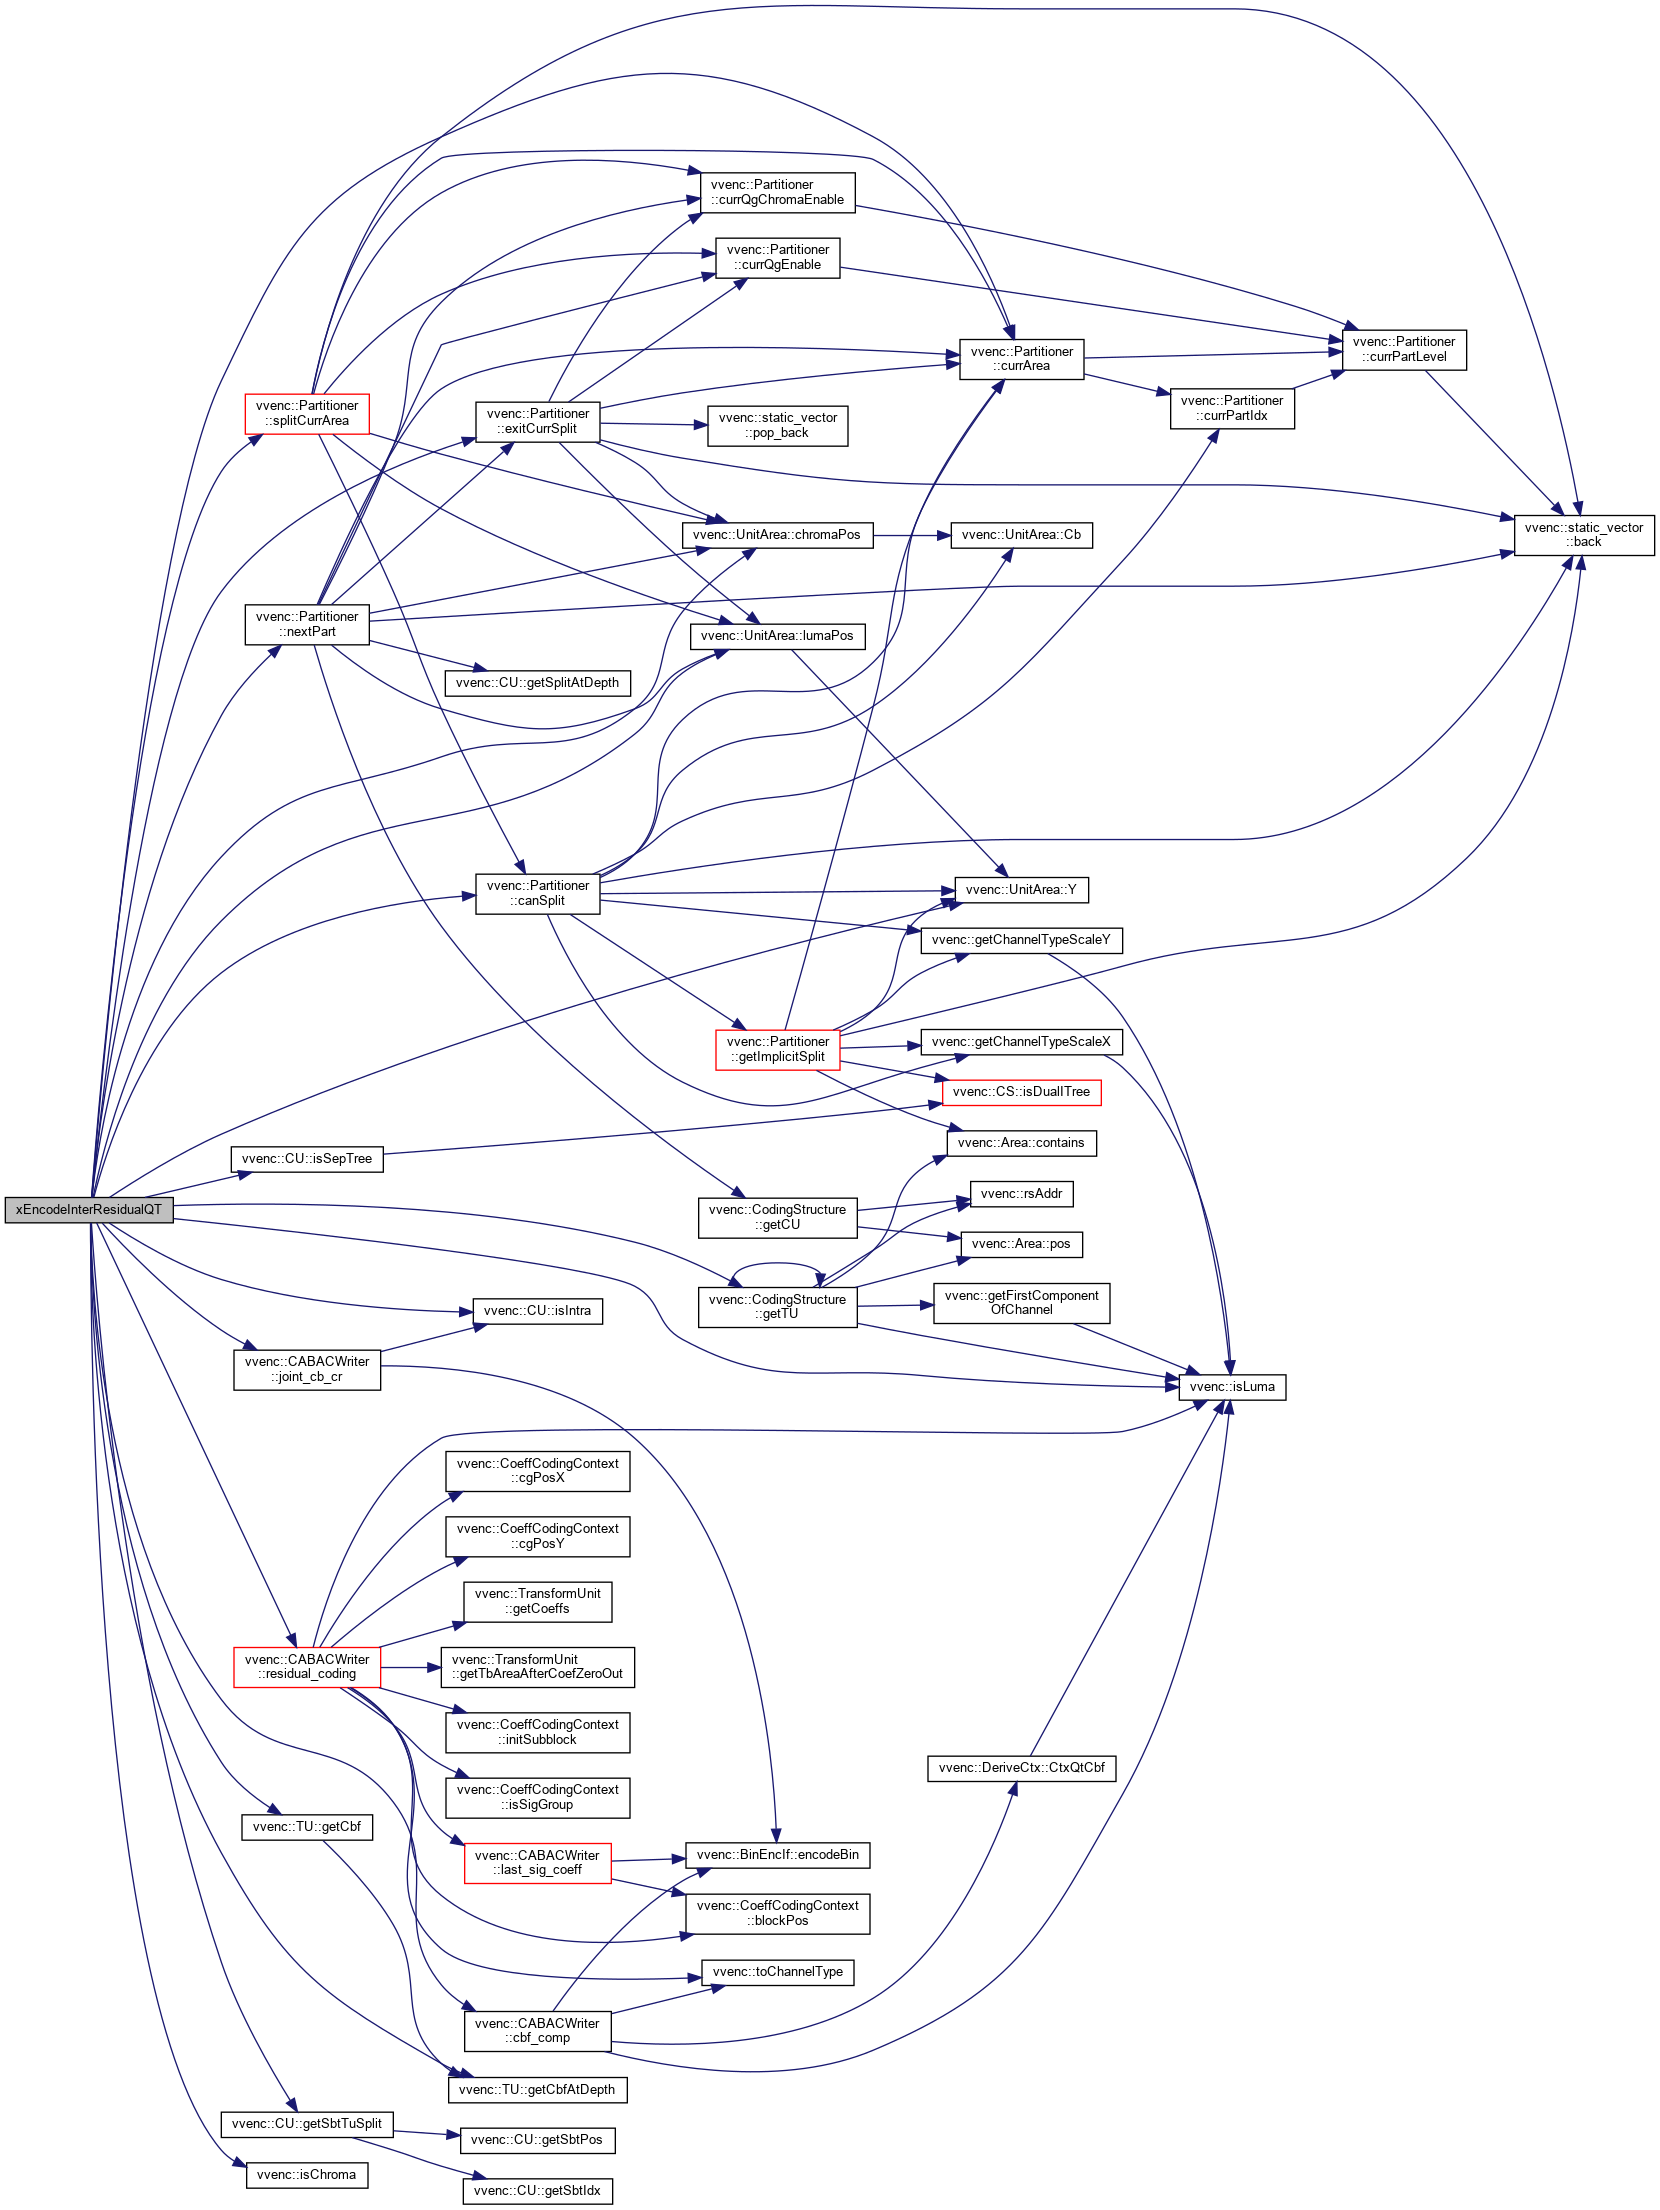 vvenc::Partitioner
::currQgChromaEnable
vvenc::Partitioner
::currQgEnable
vvenc::Partitioner
::currPartLevel
vvenc::Partitioner
::currArea
vvenc::Partitioner
::currPartIdx
vvenc::Partitioner
::splitCurrArea
vvenc::Partitioner
::exitCurrSplit
vvenc::static_vector
::pop_back
vvenc::static_vector
::back
vvenc::UnitArea::chromaPos
vvenc::UnitArea::Cb
vvenc::Partitioner
::nextPart
vvenc::UnitArea::lumaPos
vvenc::CU::getSplitAtDepth
vvenc::Partitioner
::canSplit
vvenc::UnitArea::Y
vvenc::getChannelTypeScaleY
vvenc::Partitioner
::getImplicitSplit
vvenc::getChannelTypeScaleX
vvenc::CS::isDualITree
vvenc::Area::contains
vvenc::CU::isSepTree
vvenc::rsAddr
xEncodeInterResidualQT
vvenc::CodingStructure
::getCU
vvenc::Area::pos
vvenc::CodingStructure
::getTU
vvenc::getFirstComponent
OfChannel
vvenc::CU::isIntra
vvenc::CABACWriter
::joint_cb_cr
vvenc::isLuma
vvenc::CoeffCodingContext
::cgPosX
vvenc::CoeffCodingContext
::cgPosY
vvenc::TransformUnit
::getCoeffs
vvenc::CABACWriter
::residual_coding
vvenc::TransformUnit
::getTbAreaAfterCoefZeroOut
vvenc::CoeffCodingContext
::initSubblock
vvenc::DeriveCtx::CtxQtCbf
vvenc::CoeffCodingContext
::isSigGroup
vvenc::TU::getCbf
vvenc::CABACWriter
::last_sig_coeff
vvenc::BinEncIf::encodeBin
vvenc::CoeffCodingContext
::blockPos
vvenc::toChannelType
vvenc::CABACWriter
::cbf_comp
vvenc::TU::getCbfAtDepth
vvenc::CU::getSbtTuSplit
vvenc::CU::getSbtPos
vvenc::isChroma
vvenc::CU::getSbtIdx